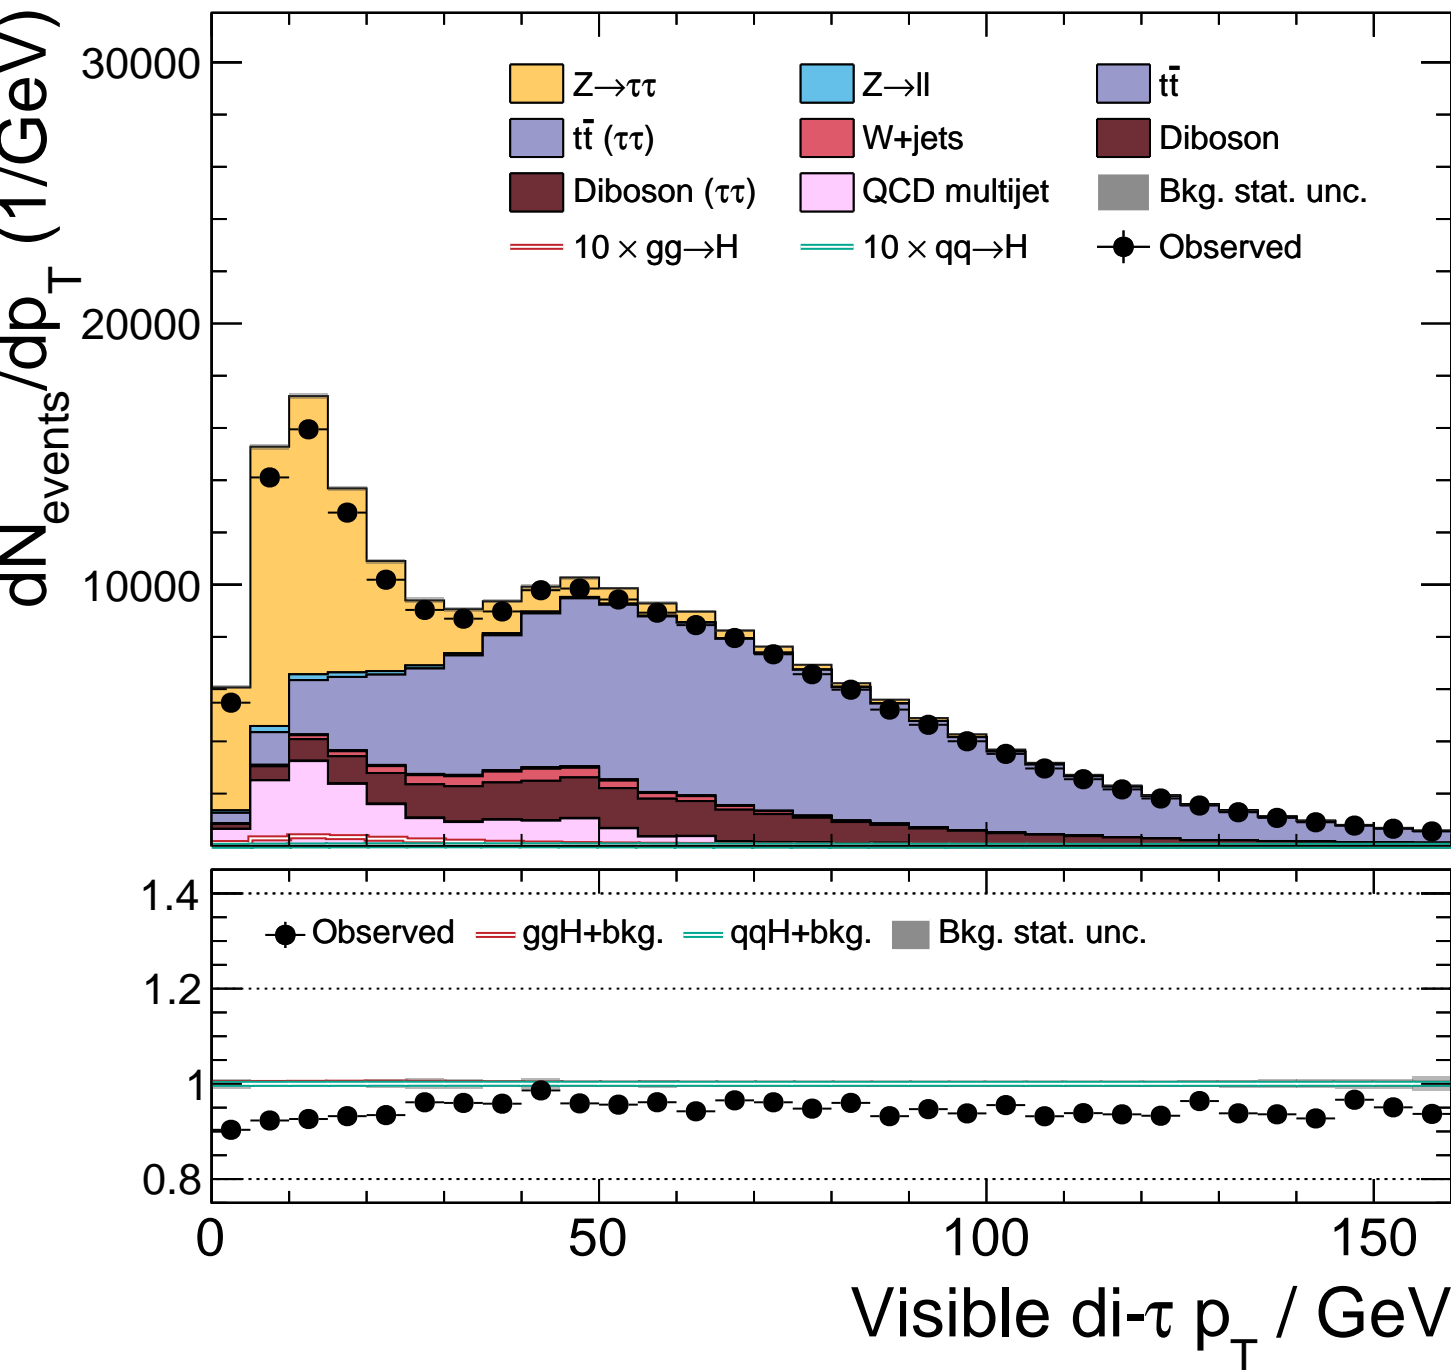 dN_events/dp_T (1/GeV)
30000
20000
10000
Z→ττ Z→ll tt̄
tt̄ (ττ) W+jets Diboson
Diboson (ττ) QCD multijet Bkg. stat. unc.
10 × gg→H 10 × qq→H Observed
1.4
1.2
1
0.8
Observed ggH+bkg. qqH+bkg. Bkg. stat. unc.
0 50 100 150
Visible di-τ p_T / GeV